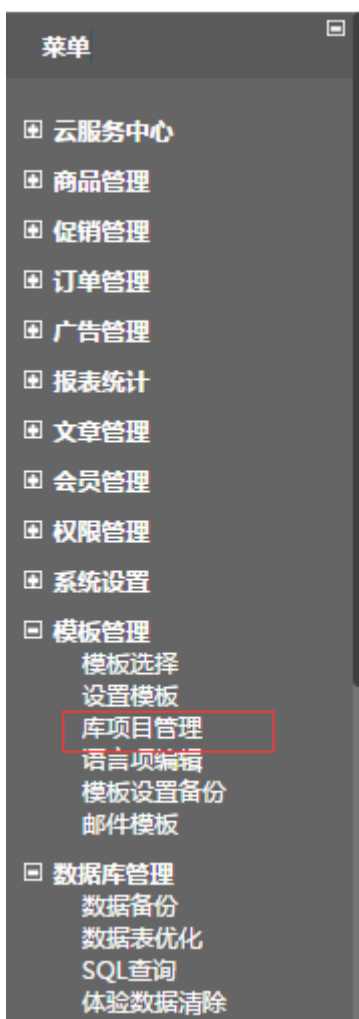 菜单
云服务中心
商品管理
促销管理
订单管理
广告管理
报表统计
文章管理
会员管理
权限管理
系统设置
模板管理
模板选择
设置模板
库项目管理
语言项编辑
模板设置备份
邮件模板
数据库管理
数据备份
数据表优化
SQL查询
体验数据清除